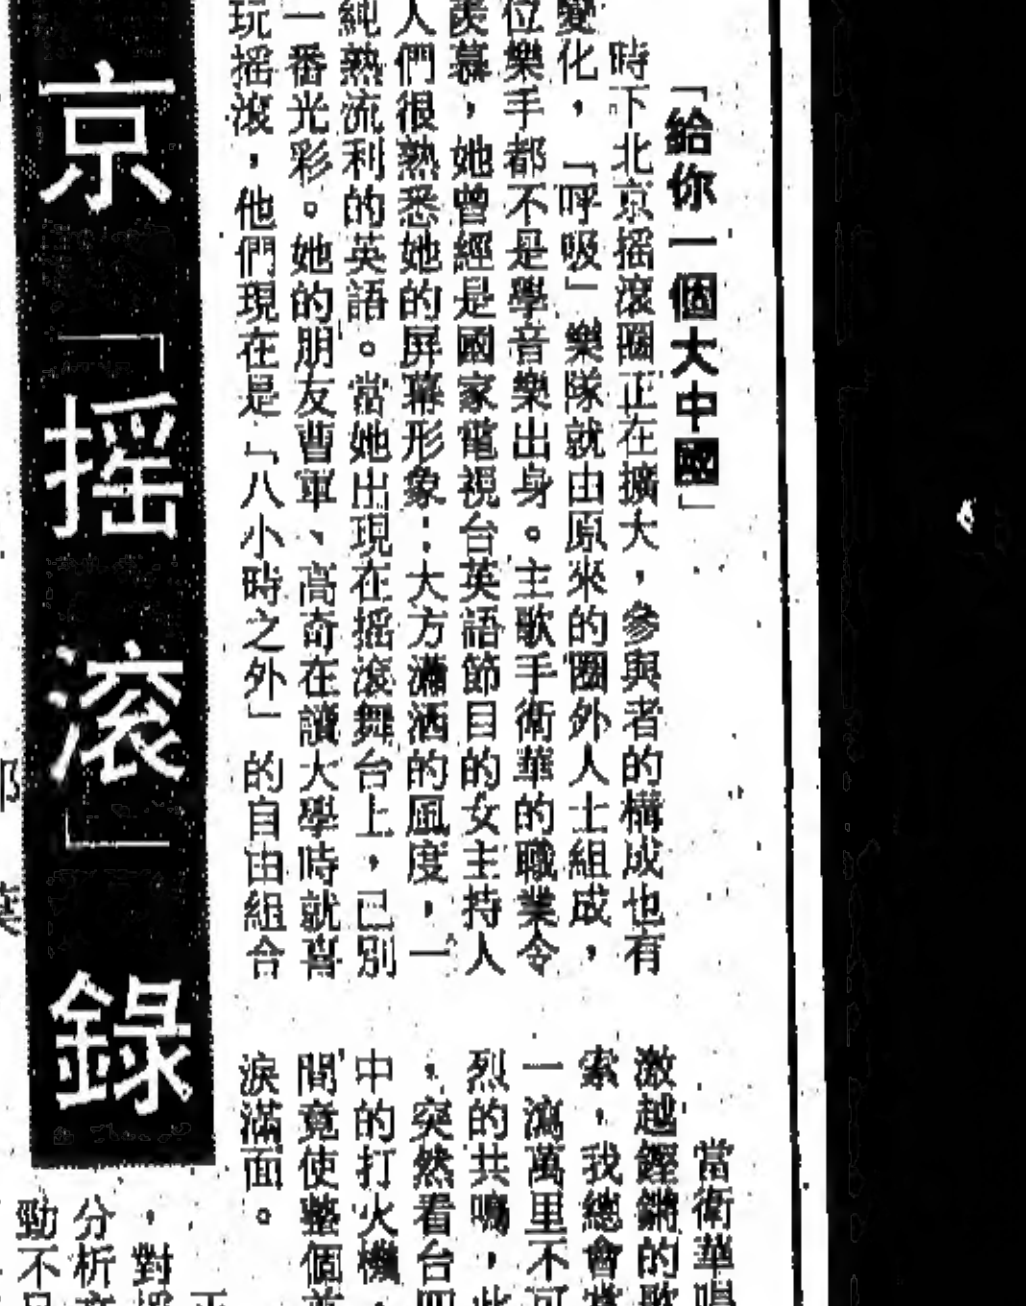 「給你一個大中國」
時下北京搖滾圈正在擴大，參與者的構成也有
變化，「呼吸」樂隊就由原來的圈外人士組成，
位樂手都不是學音樂出身。主歌手衛華的職業令
羨慕，她曾經是國家電視台英語節目的女主持人
人們很熟悉她的屏幕形象：大方瀟洒的風度，一
純熟流利的英語。當她出現在搖滾舞台上，已別
一番光彩。她的朋友曹軍、高奇在讀大學時就喜
玩搖滾，他們現在是「八小時之外」的自由組合
當衛華唱
激越鏗鏘的歌
索，我總會
一瀉萬里不可
烈的共鳴，此
，突然看台四
中的打火機，
間竟使整個
淚滿面。
京「搖滾」錄
，對
分析
勁不